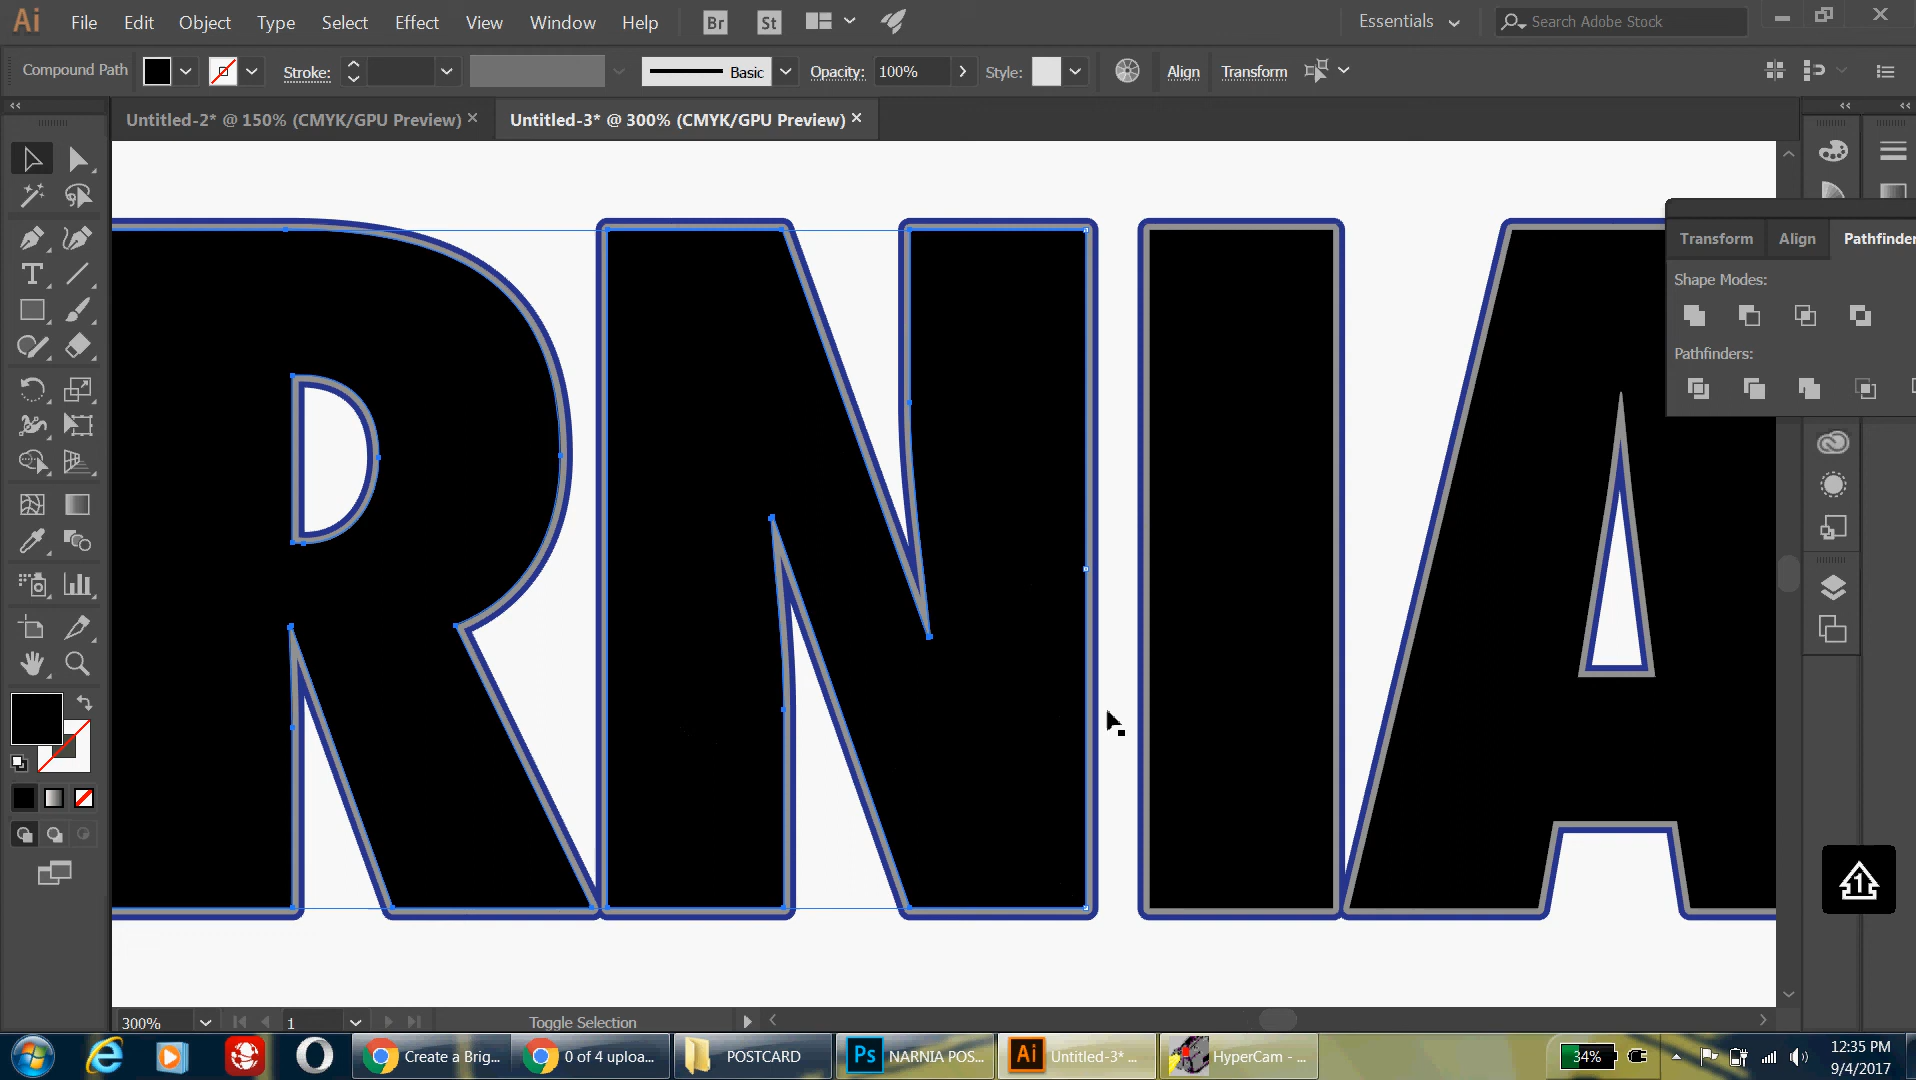 Ai File Edit Object Type Select Effect View Window Help Br St Essentials Search Adobe Stock
Compound Path Stroke: Basic Opacity: 100% Style: Align Transform
Untitled-2* @ 150% (CMYK/GPU Preview) × Untitled-3* @ 300% (CMYK/GPU Preview) ×
Transform Align Pathfinder
Shape Modes:
Pathfinders:
RNIA
1
300% 1 Toggle Selection
Create a Brig... 0 of 4 uploa... POSTCARD Ps NARNIA POS... Ai Untitled-3* ... HyperCam - ... 34% 12:35 PM
9/4/2017